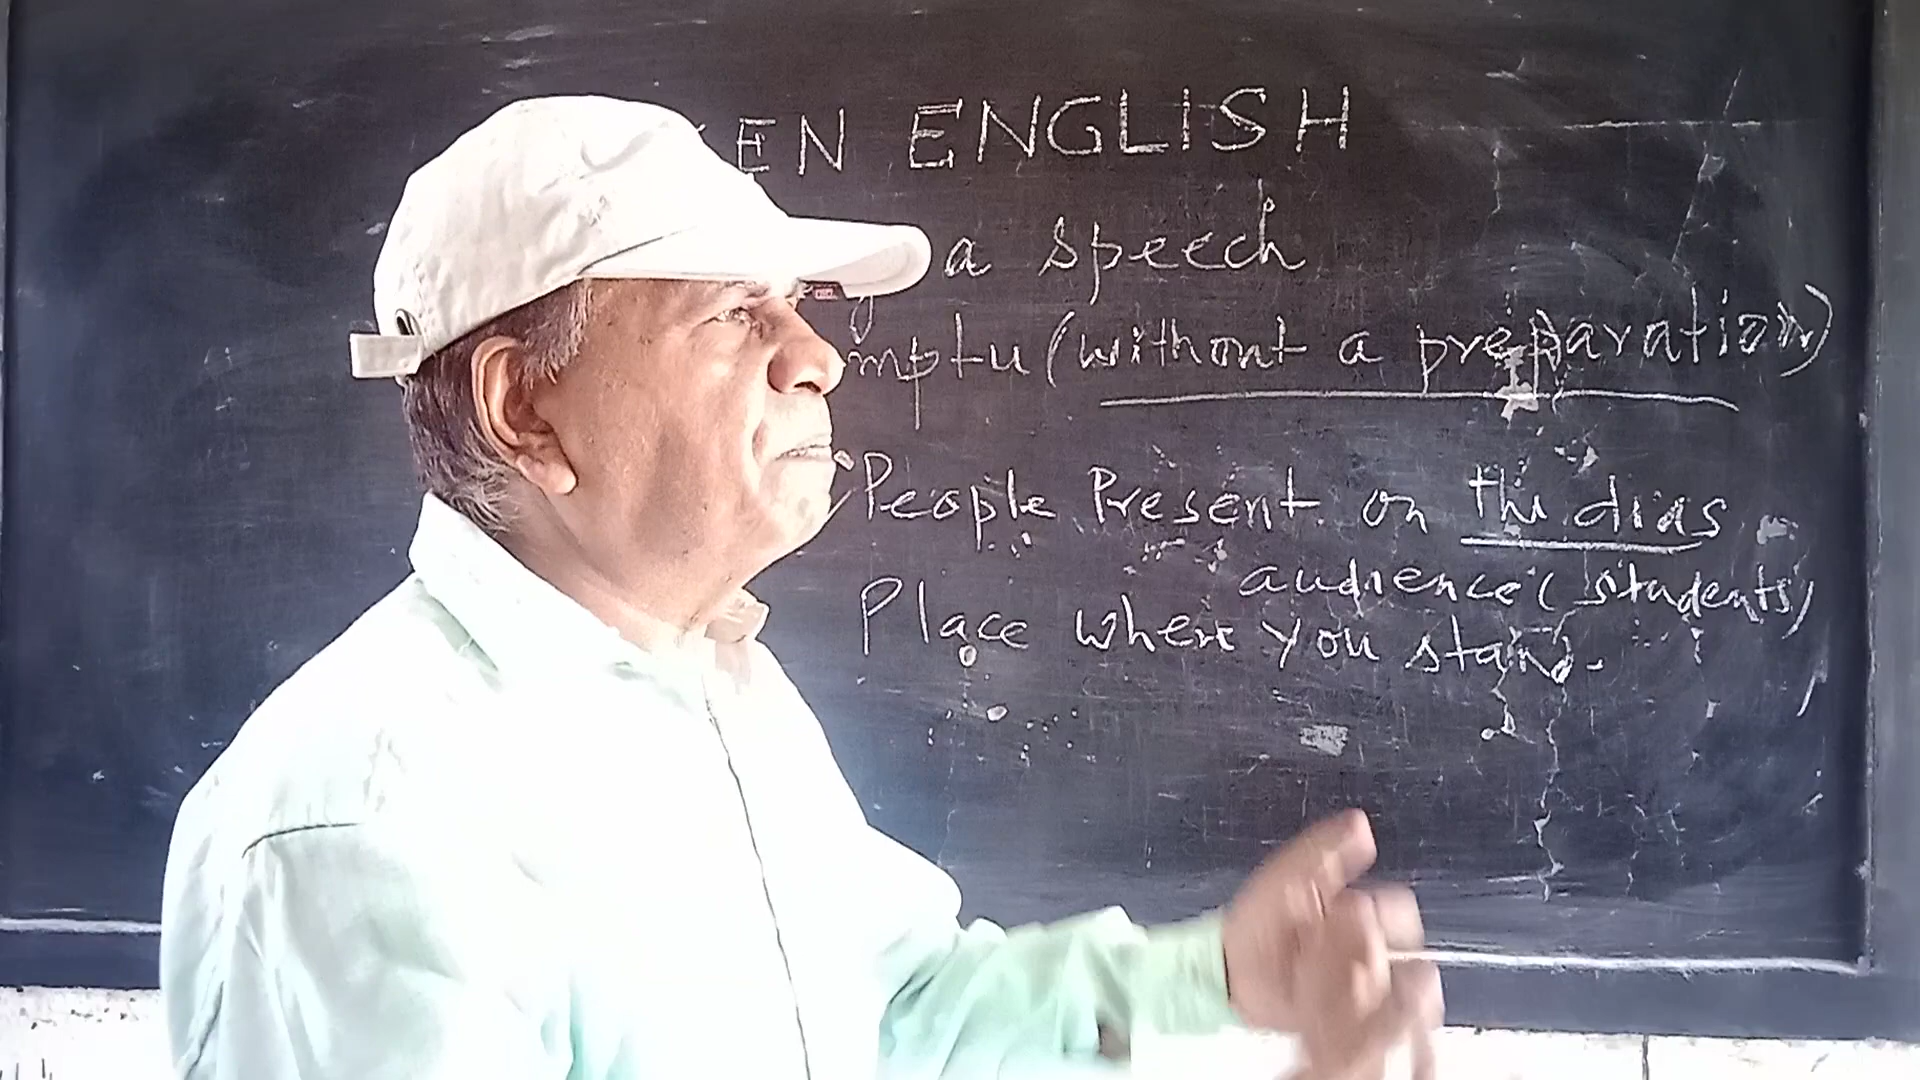 EN ENGLISH
a speech
mptu (without a preparation)
People Present on the dias
audience (students)
Place where you stand.